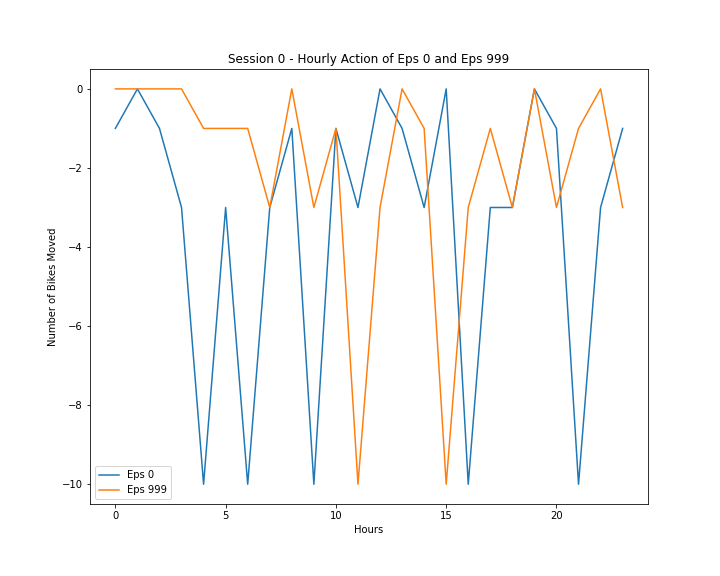 Session 0 - Hourly Action of Eps 0 and Eps 999
Number of Bikes Moved
0
−2
−4
−6
−8
−10
Eps 0
Eps 999
0
5
10
15
20
Hours